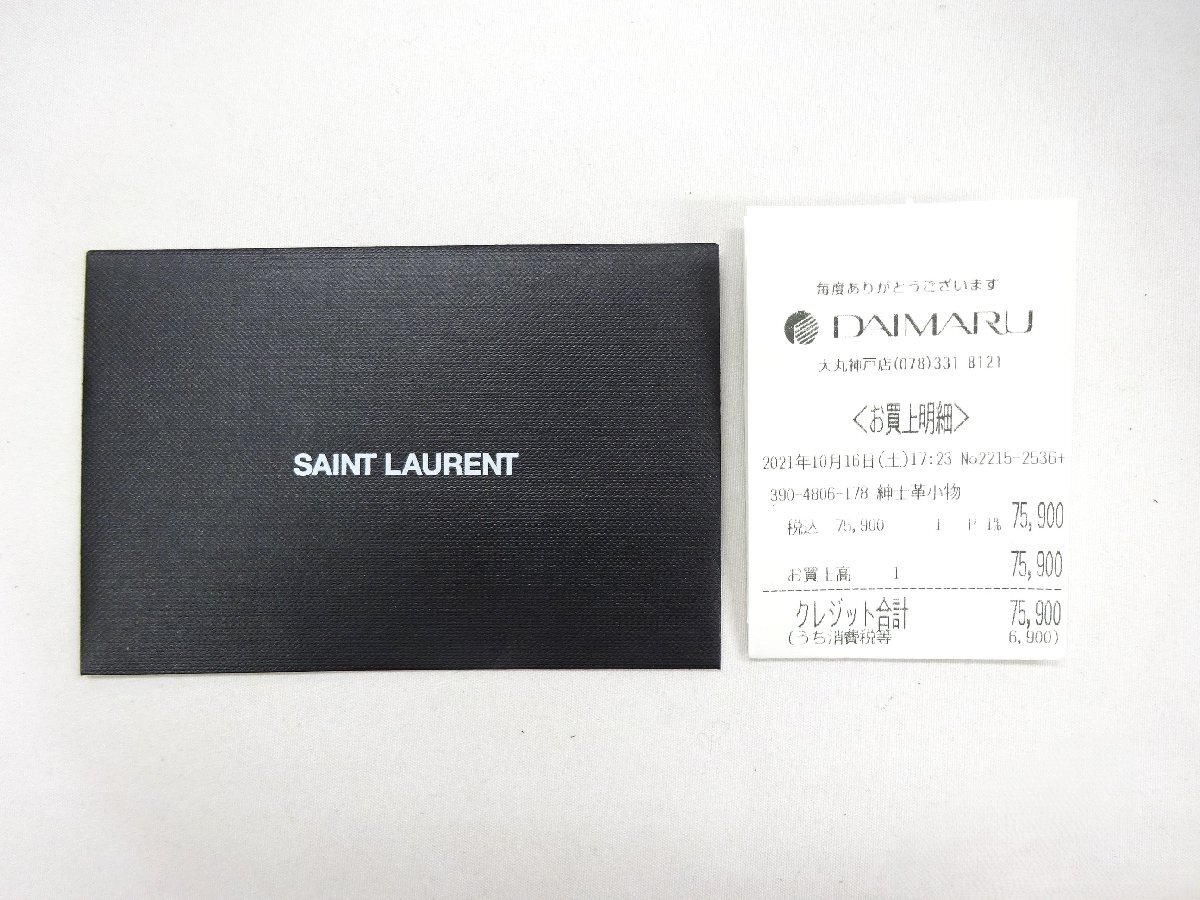 SAINT LAURENT
毎度ありがとうございます
DAIMARU
大丸神戸店(078)331 8121
<お買上明細>
2021年10月16日(土)17:23 No2215-2536+
390-4806-178 紳士革小物
税込 75,900 1 P 1% 75,900
お買上高 1 75,900
クレジット合計 75,900
(うち消費税等 6,900)